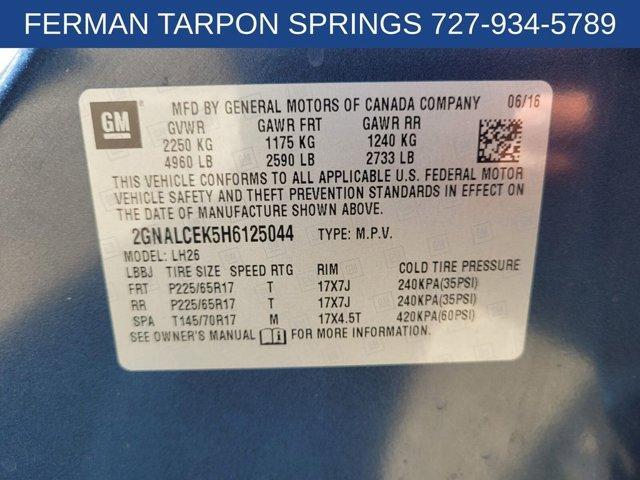 FERMAN TARPON SPRINGS 727-934-5789
GM MFD BY GENERAL MOTORS OF CANADA COMPANY 06/16
GVWR GAWR FRT GAWR RR
2250 KG 1175 KG 1240 KG
4960 LB 2590 LB 2733 LB
THIS VEHICLE CONFORMS TO ALL APPLICABLE U.S. FEDERAL MOTOR
VEHICLE SAFETY AND THEFT PREVENTION STANDARDS IN EFFECT ON
THE DATE OF MANUFACTURE SHOWN ABOVE.
2GNALCEK5H6125044 TYPE: M.P.V.
MODEL: LH26
LBBJ TIRE SIZE SPEED RTG RIM COLD TIRE PRESSURE
FRT P225/65R17 T 17X7J 240KPA(35PSI)
RR P225/65R17 T 17X7J 240KPA(35PSI)
SPA T145/70R17 M 17X4.5T 420KPA(60PSI)
SEE OWNER'S MANUAL FOR MORE INFORMATION.